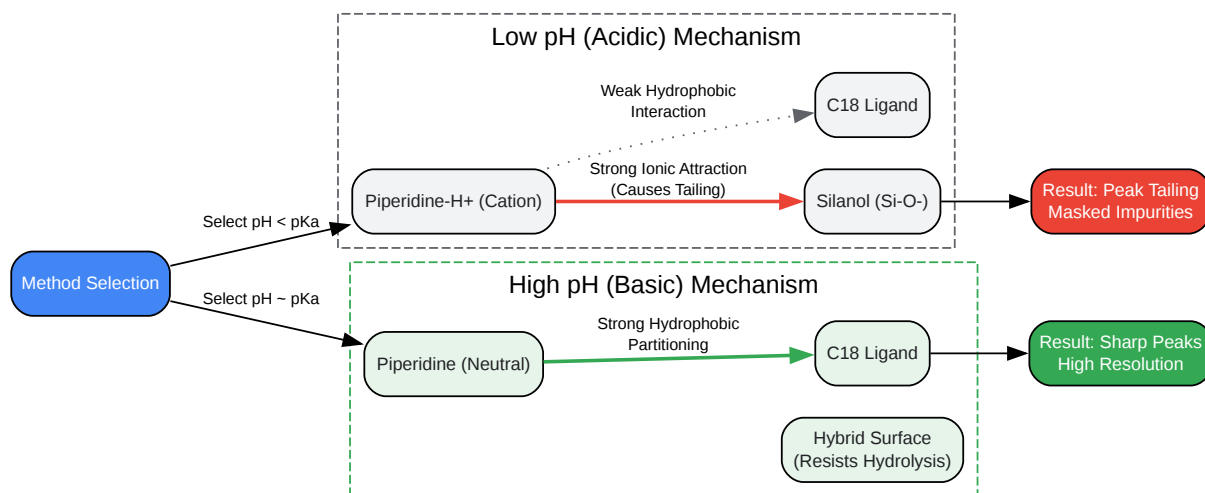 Low pH (Acidic) Mechanism
Weak Hydrophobic
Interaction
C18 Ligand
Strong Ionic Attraction
(Causes Tailing)
Piperidine-H+ (Cation)
Silanol (Si-O-)
Result: Peak Tailing
Masked Impurities
Select pH < pKa
Method Selection
Select pH ~ pKa
High pH (Basic) Mechanism
Strong Hydrophobic
Partitioning
Piperidine (Neutral)
C18 Ligand
Result: Sharp Peaks
High Resolution
Hybrid Surface
(Resists Hydrolysis)